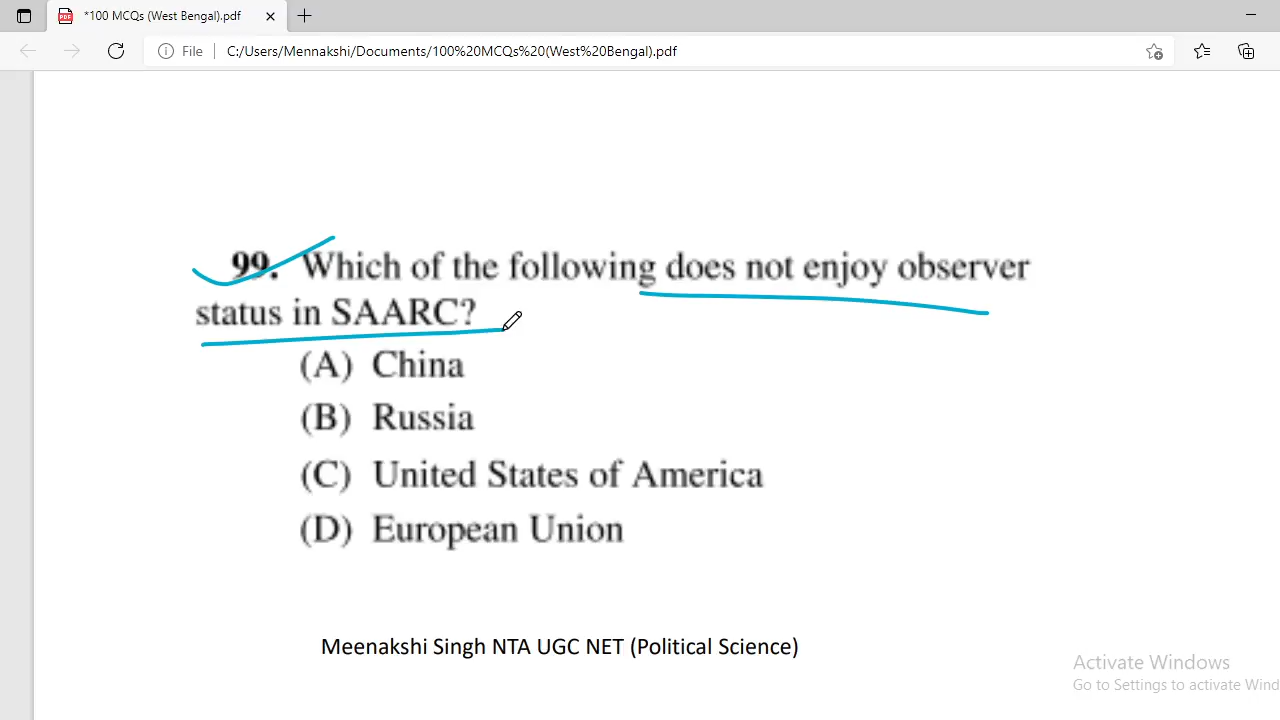 *100 MCQs (West Bengal).pdf
File
C:/Users/Mennakshi/Documents/100%20MCQs%20(West%20Bengal).pdf
99. Which of the following does not enjoy observer
status in SAARC?
(A) China
(B) Russia
(C) United States of America
(D) European Union
Meenakshi Singh NTA UGC NET (Political Science)
Activate Windows
Go to Settings to activate Wind